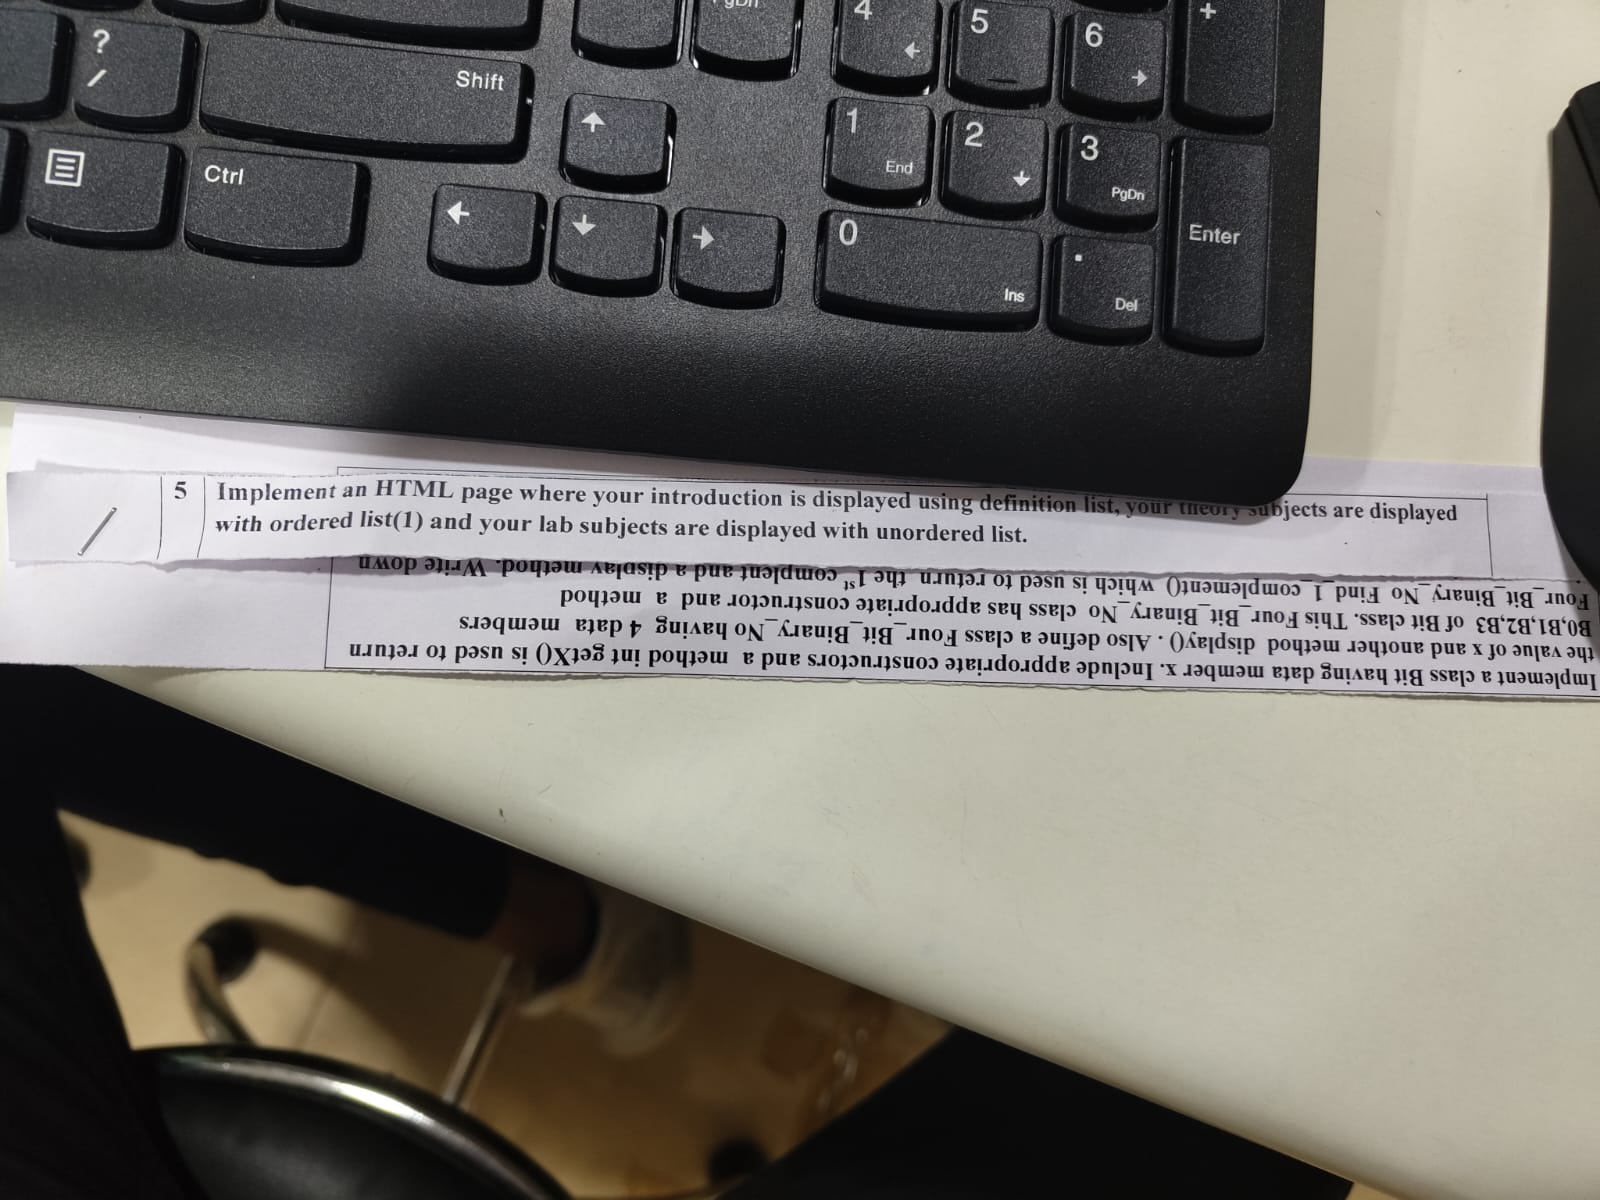 PgDn
4
5
6
+
?
/
Shift
1
End
2
3
PgDn
Ctrl
0
Ins
.
Del
Enter
5 Implement an HTML page where your introduction is displayed using definition list, your theory subjects are displayed
with ordered list(1) and your lab subjects are displayed with unordered list.
Implement a class Bit having data member x. Include appropriate constructors and a method int getX() is used to return
the value of x and another method display() . Also define a class Four_Bit_Binary_No having 4 data members
B0,B1,B2,B3 of Bit class. This Four_Bit_Binary_No class has appropriate constructor and a method
Four_Bit_Binary_No Find_1_complement() which is used to return the 1st complent and a display method. Write down